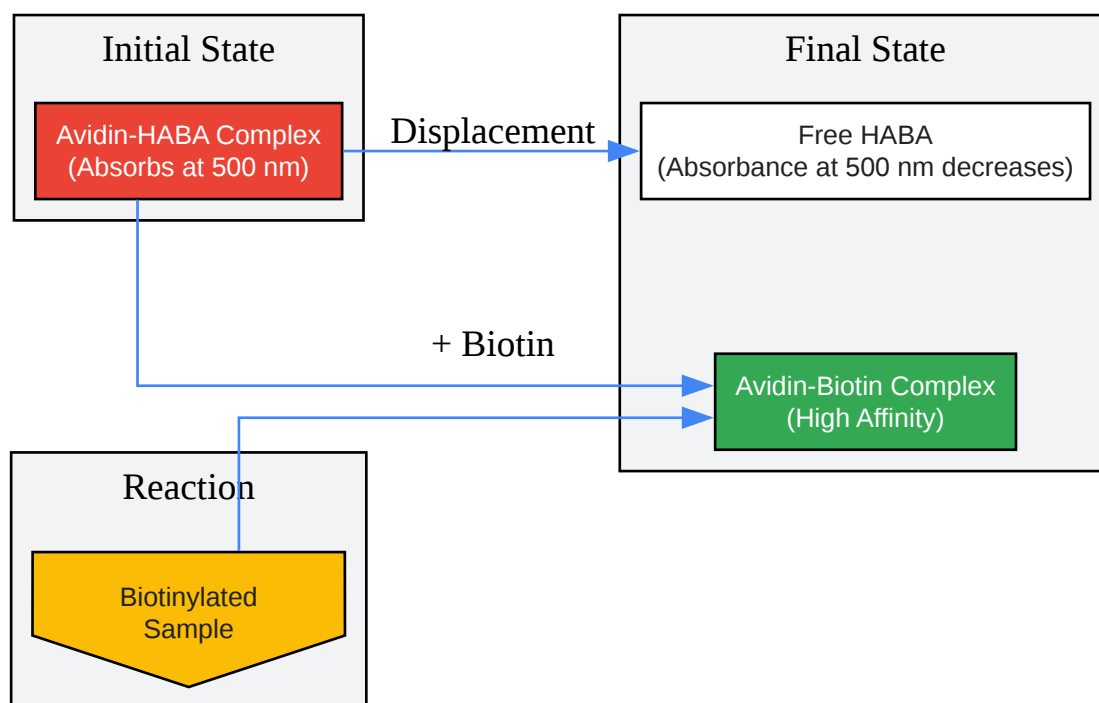 Initial State
Avidin-HABA Complex
(Absorbs at 500 nm)
Displacement
Final State
Free HABA
(Absorbance at 500 nm decreases)
+ Biotin
Avidin-Biotin Complex
(High Affinity)
Reaction
Biotinylated
Sample